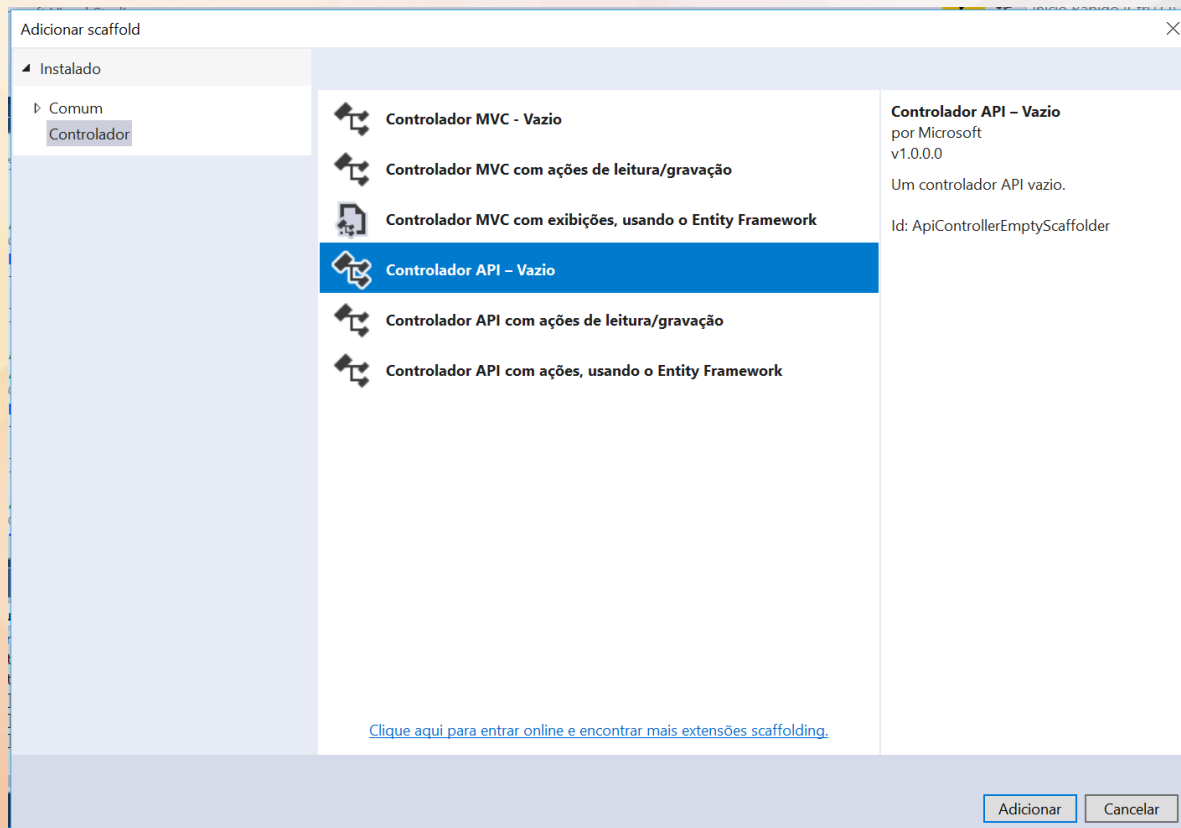 Adicionar scaffold
Instalado
Comum
Controlador
Controlador MVC - Vazio
Controlador MVC com ações de leitura/gravação
Controlador MVC com exibições, usando o Entity Framework
Controlador API – Vazio
Controlador API com ações de leitura/gravação
Controlador API com ações, usando o Entity Framework
Clique aqui para entrar online e encontrar mais extensões scaffolding.
Controlador API – Vazio
por Microsoft
v1.0.0.0
Um controlador API vazio.
Id: ApiControllerEmptyScaffolder
Adicionar
Cancelar